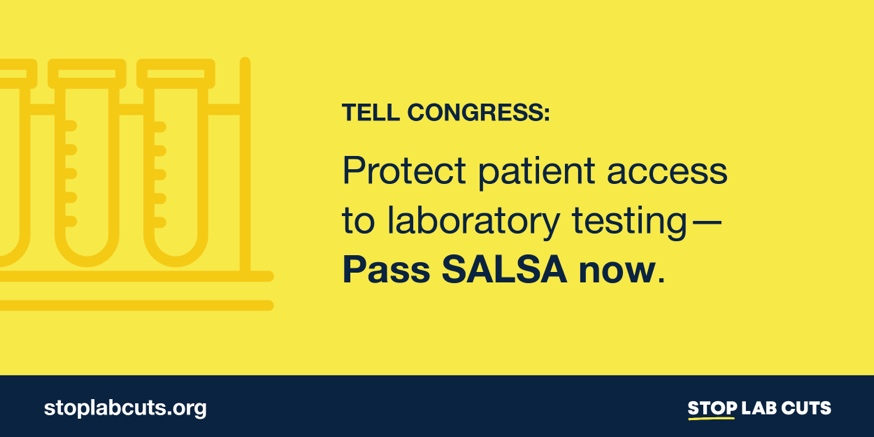 TELL CONGRESS:
Protect patient access
to laboratory testing—
Pass SALSA now.
stoplabcuts.org
STOP LAB CUTS